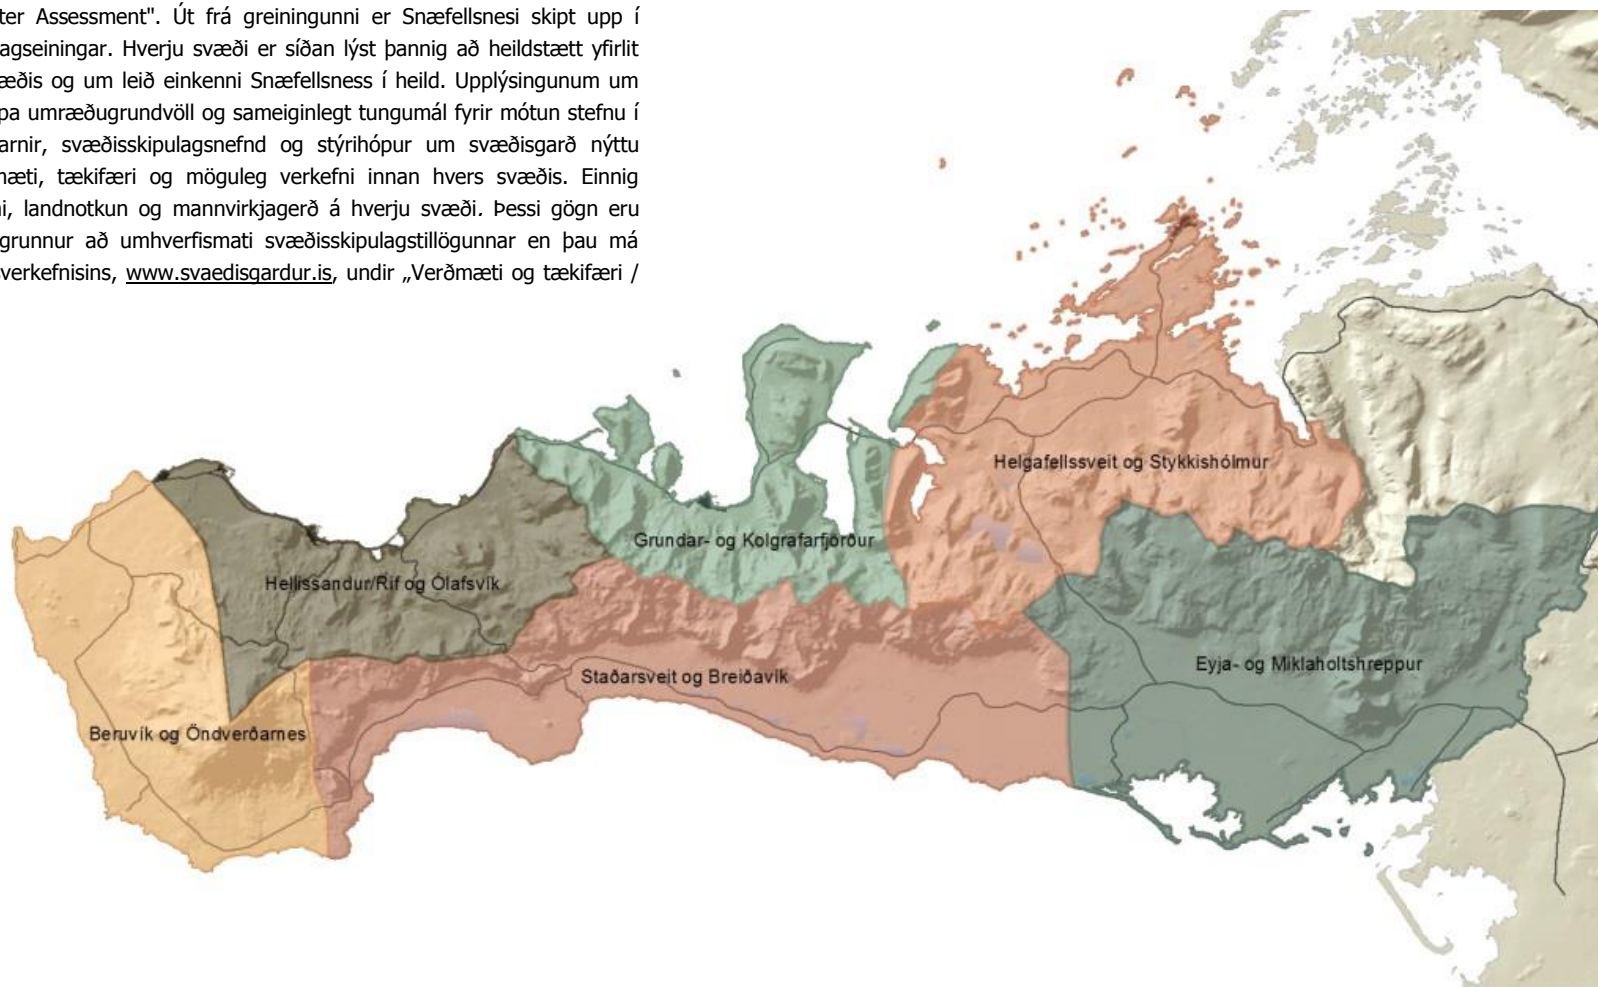 ter Assessment". Út frá greiningunni er Snæfellsnesi skipt upp í
agseiningar. Hverju svæði er síðan lýst þannig að heildstætt yfirlit
æðis og um leið einkenni Snæfellsness í heild. Upplýsingunum um
pa umræðugrundvöll og sameiginlegt tungumál fyrir mótun stefnu í
arnir, svæðisskipulagsnefnd og stýrihópur um svæðisgarð nýttu
næti, tækifæri og möguleg verkefni innan hvers svæðis. Einnig
ni, landnotkun og mannvirkjagerð á hverju svæði. Þessi gögn eru
grunnur að umhverfismati svæðisskipulagstillögunnar en þau má
sverkefnisins, www.svaedisgardur.is, undir „Verðmæti og tækifæri /
Helgafellssveit og Stykkishólmur
Grundar- og Kolgrafarfjörður
Hellissandur/Rif og Ólafsvík
Eyja- og Miklaholtshreppur
Staðarsveit og Breiðavík
Beruvík og Öndverðarnes